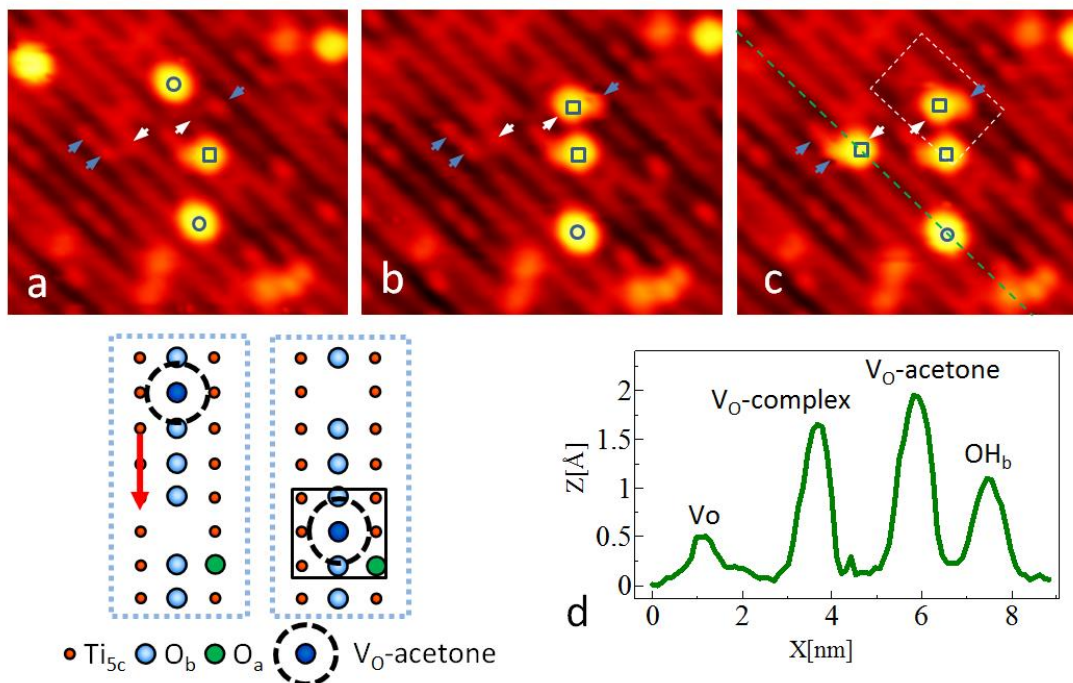 a
b
c
Ti5c Ob Oa VO-acetone
VO-acetone
VO-complex
OHb
Vo
Z[Å]
2
1.5
1
0.5
0
0 2 4 6 8
X[nm]
d